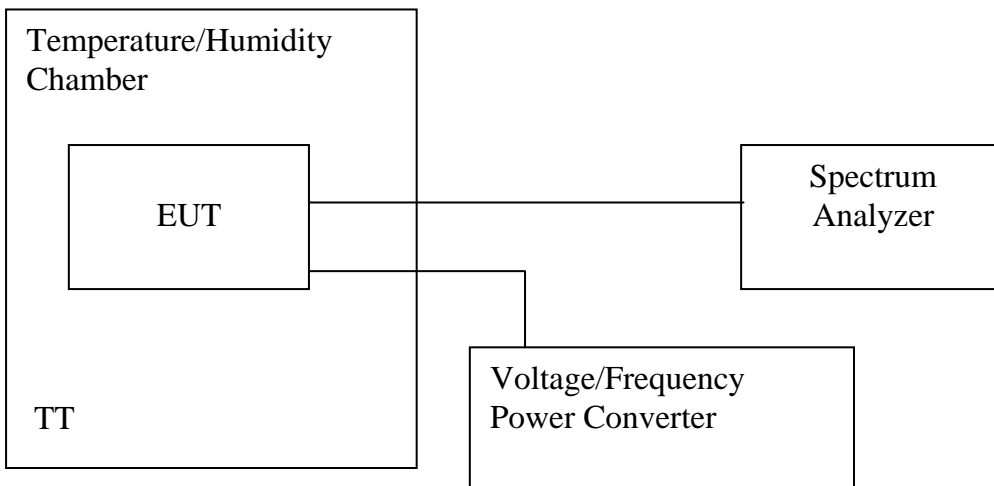 Temperature/Humidity
Chamber
EUT
Spectrum
Analyzer
Voltage/Frequency
Power Converter
TT